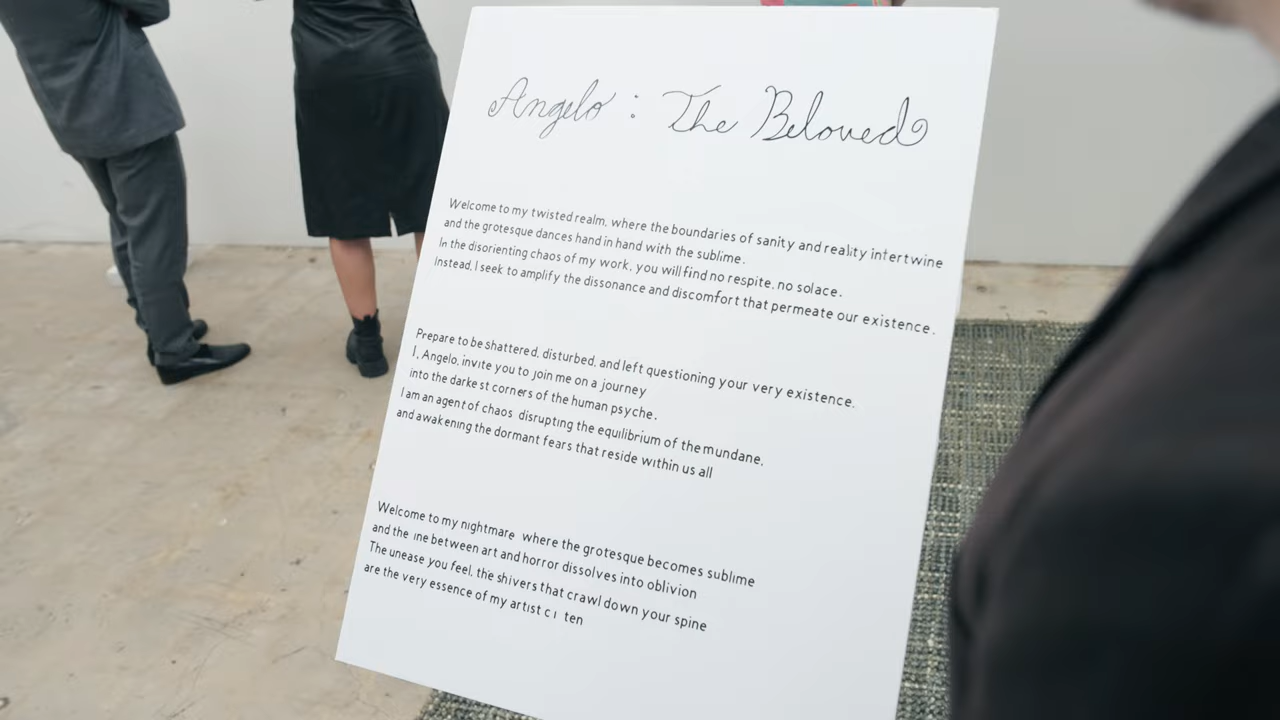 Angelo : The Beloved
Welcome to my twisted realm, where the boundaries of sanity and reality intertwine
and the grotesque dances hand in hand with the sublime.
In the disorienting chaos of my work, you will find no respite, no solace.
Instead, I seek to amplify the dissonance and discomfort that permeate our existence.
Prepare to be shattered, disturbed, and left questioning your very existence.
I, Angelo, invite you to join me on a journey
into the darkest corners of the human psyche.
I am an agent of chaos disrupting the equilibrium of the mundane,
and awakening the dormant fears that reside within us all
Welcome to my nightmare where the grotesque becomes sublime
and the ine between art and horror dissolves into oblivion
The unease you feel, the shivers that crawl down your spine
are the very essence of my artist c i ten